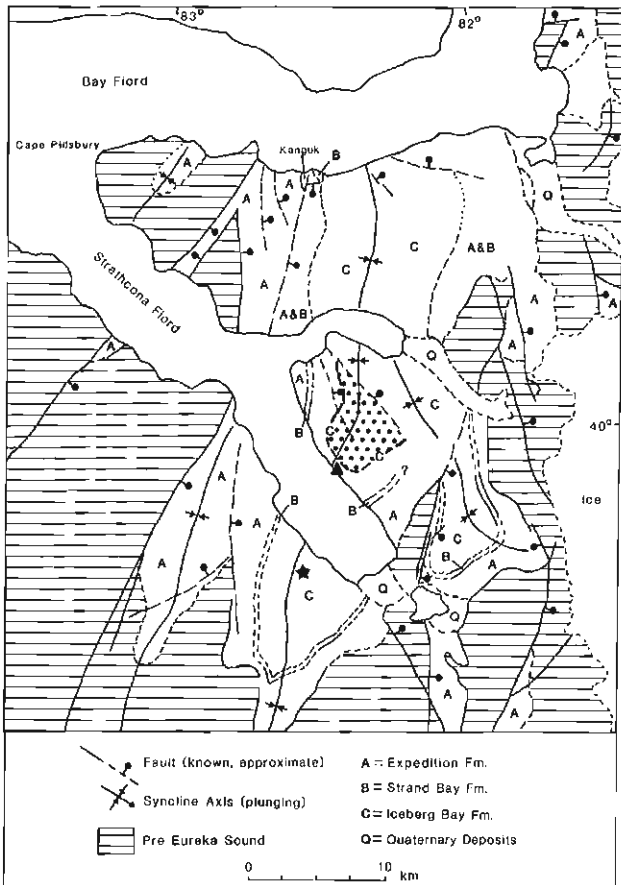 83° 82°
A
A
Bay Fiord
Cape Pillsbury
Kanguk
B
A
A
A
Q
C
C
A&B
A
A
Strathcona Fiord
A
A&B
A
A
Q
A
C
C
40°
B
C
?
Ice
B
B
A
A
A
C
B
A
A
C
Q
Q
A
A
A
Fault (known, approximate)
Syncline Axis (plunging)
Pre Eureka Sound
A = Expedition Fm.
B = Strand Bay Fm.
C = Iceberg Bay Fm.
Q = Quaternary Deposits
0 10
km